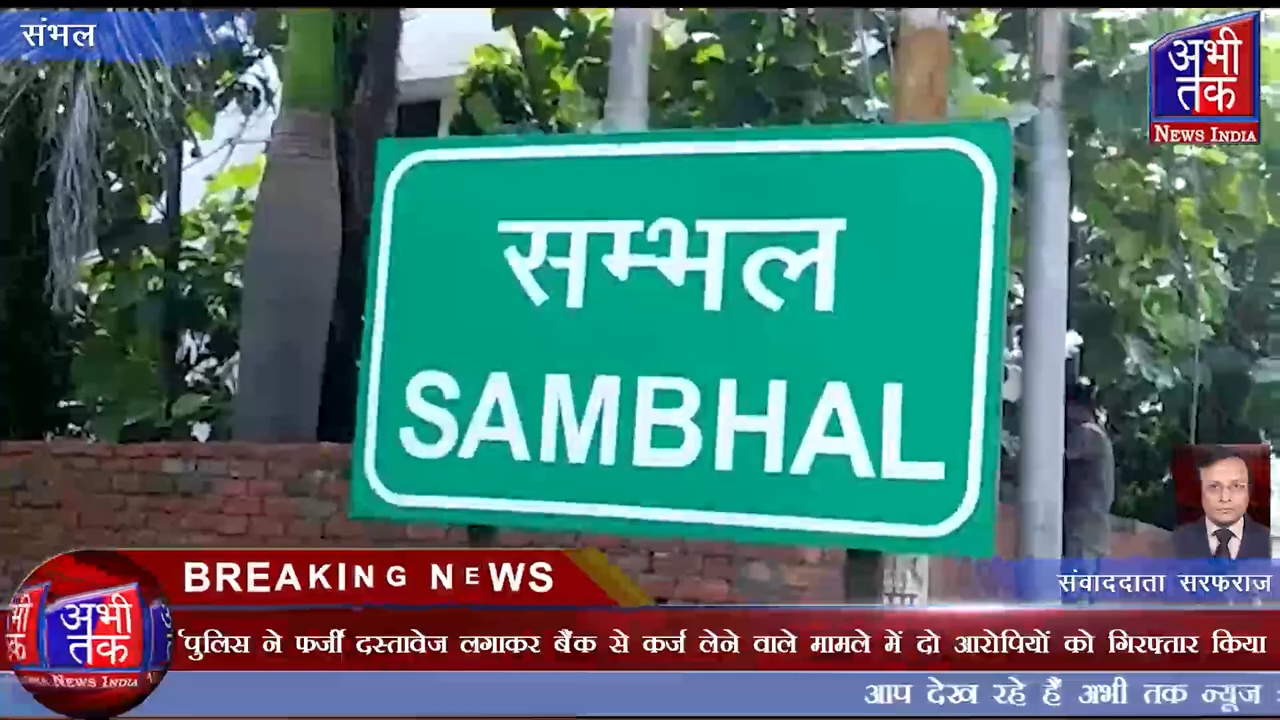 संभल
अभी
तक
NEWS INDIA
सम्भल
SAMBHAL
BREAKING NEWS
संवाददाता सरफराज
अभी
तक
NEWS INDIA
पुलिस ने फर्जी दस्तावेज लगाकर बैंक से कर्ज लेने वाले मामले में दो आरोपियों को गिरफ्तार किया
आप देख रहे हैं अभी तक न्यूज